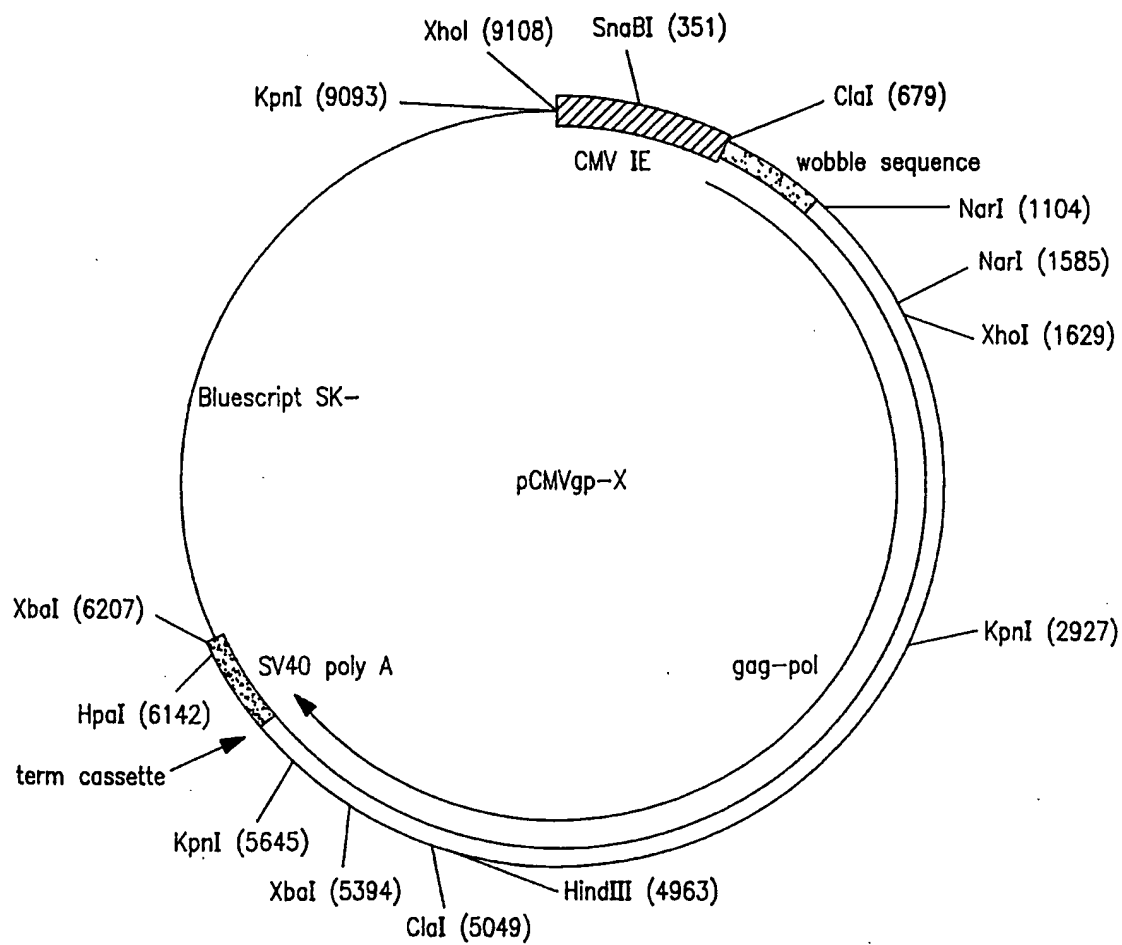 XhoI (9108)
SnaBI (351)
KpnI (9093)
ClaI (679)
CMV IE
wobble sequence
NarI (1104)
NarI (1585)
XhoI (1629)
Bluescript SK-
pCMVgp-X
XbaI (6207)
KpnI (2927)
SV40 poly A
gag-pol
HpaI (6142)
term cassette
KpnI (5645)
XbaI (5394)
HindIII (4963)
ClaI (5049)